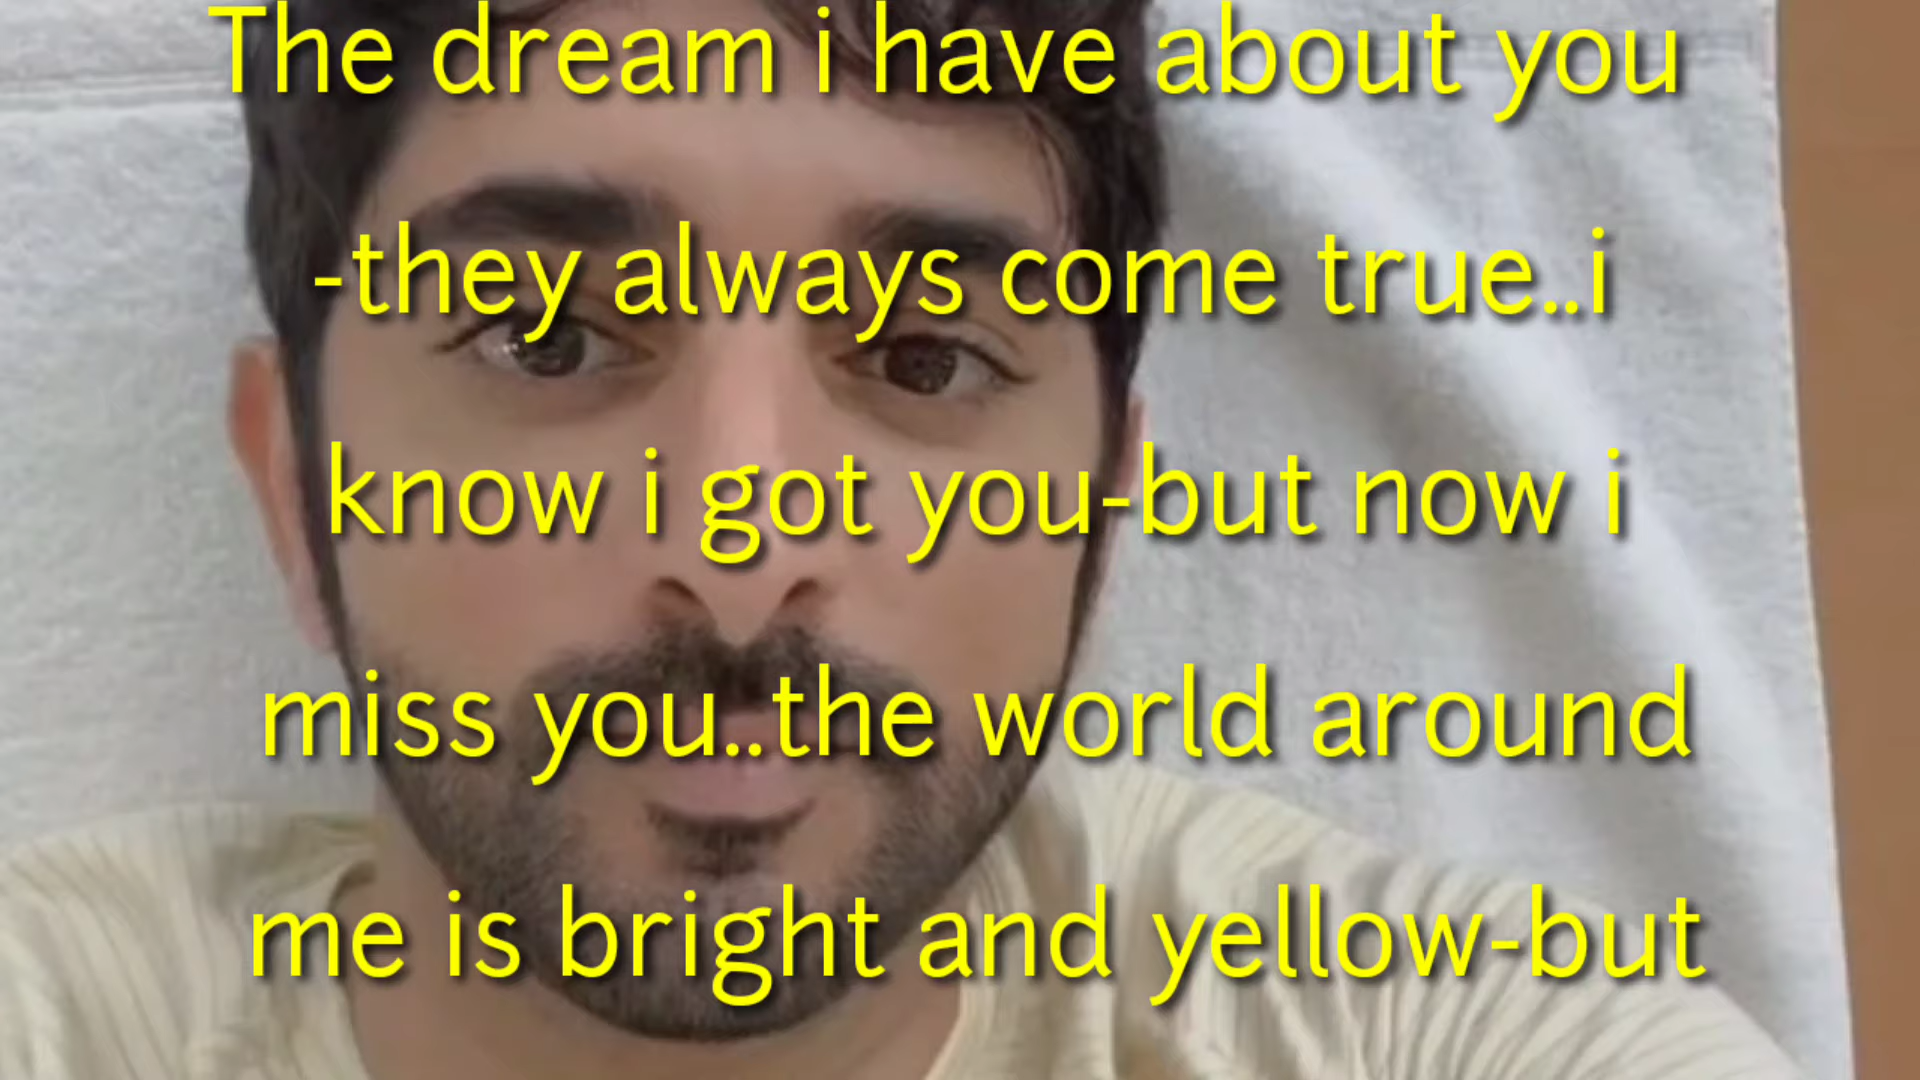 The dream i have about you
-they always come true..i
know i got you-but now i
miss you..the world around
me is bright and yellow-but